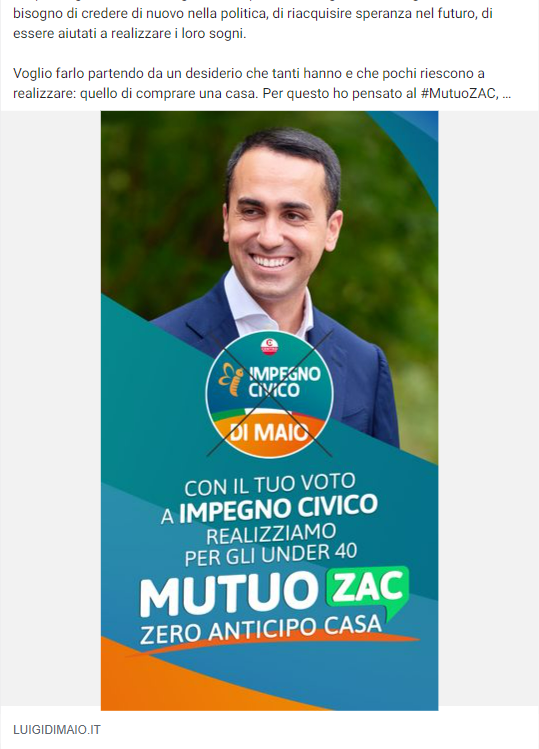 bisogno di credere di nuovo nella politica, di riacquisire speranza nel futuro, di
essere aiutati a realizzare i loro sogni.
Voglio farlo partendo da un desiderio che tanti hanno e che pochi riescono a
realizzare: quello di comprare una casa. Per questo ho pensato al #MutuoZAC, ...
IMPEGNO
CIVICO
DI MAIO
CON IL TUO VOTO
A IMPEGNO CIVICO
REALIZZIAMO
PER GLI UNDER 40
MUTUO ZAC
ZERO ANTICIPO CASA
LUIGIDIMAIO.IT